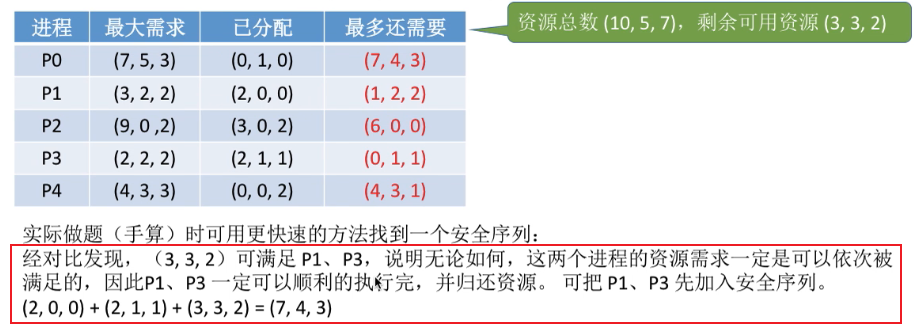 进程 最大需求 已分配 最多还需要
P0 (7, 5, 3) (0, 1, 0) (7, 4, 3)
P1 (3, 2, 2) (2, 0, 0) (1, 2, 2)
P2 (9, 0 ,2) (3, 0, 2) (6, 0, 0)
P3 (2, 2, 2) (2, 1, 1) (0, 1, 1)
P4 (4, 3, 3) (0, 0, 2) (4, 3, 1)
资源总数 (10, 5, 7)，剩余可用资源 (3, 3, 2)
实际做题（手算）时可用更快速的方法找到一个安全序列：
经对比发现，（3, 3, 2）可满足 P1、P3，说明无论如何，这两个进程的资源需求一定是可以依次被
满足的，因此P1、P3 一定可以顺利的执行完，并归还资源。 可把 P1、P3 先加入安全序列。
(2, 0, 0) + (2, 1, 1) + (3, 3, 2) = (7, 4, 3)